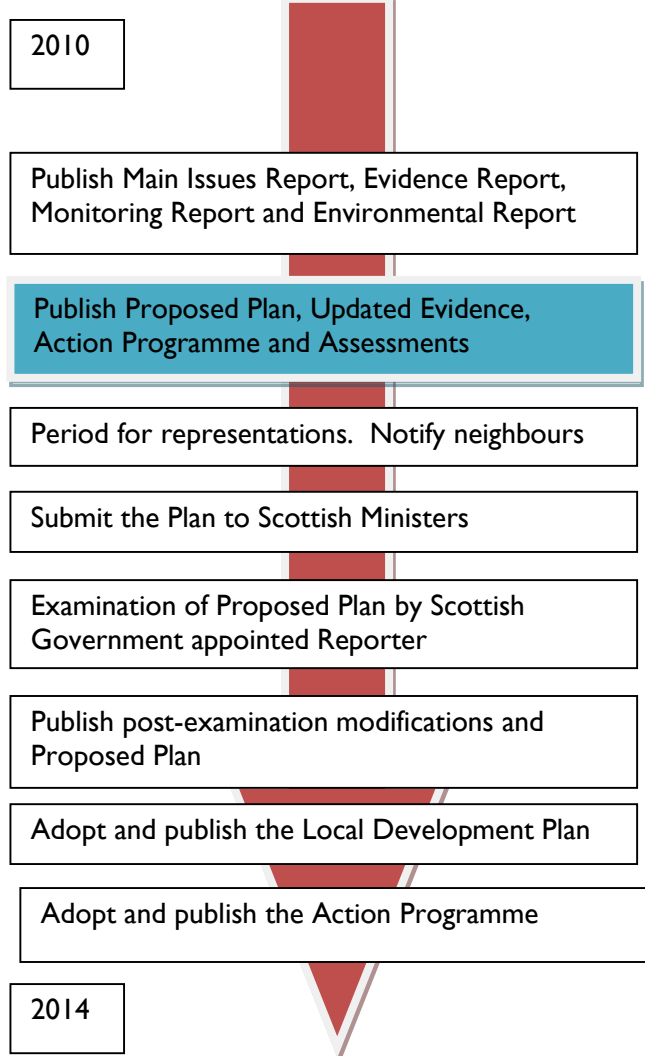 2010
Publish Main Issues Report, Evidence Report,
Monitoring Report and Environmental Report
Publish Proposed Plan, Updated Evidence,
Action Programme and Assessments
Period for representations.  Notify neighbours
Submit the Plan to Scottish Ministers
Examination of Proposed Plan by Scottish
Government appointed Reporter
Publish post-examination modifications and
Proposed Plan
Adopt and publish the Local Development Plan
Adopt and publish the Action Programme
2014